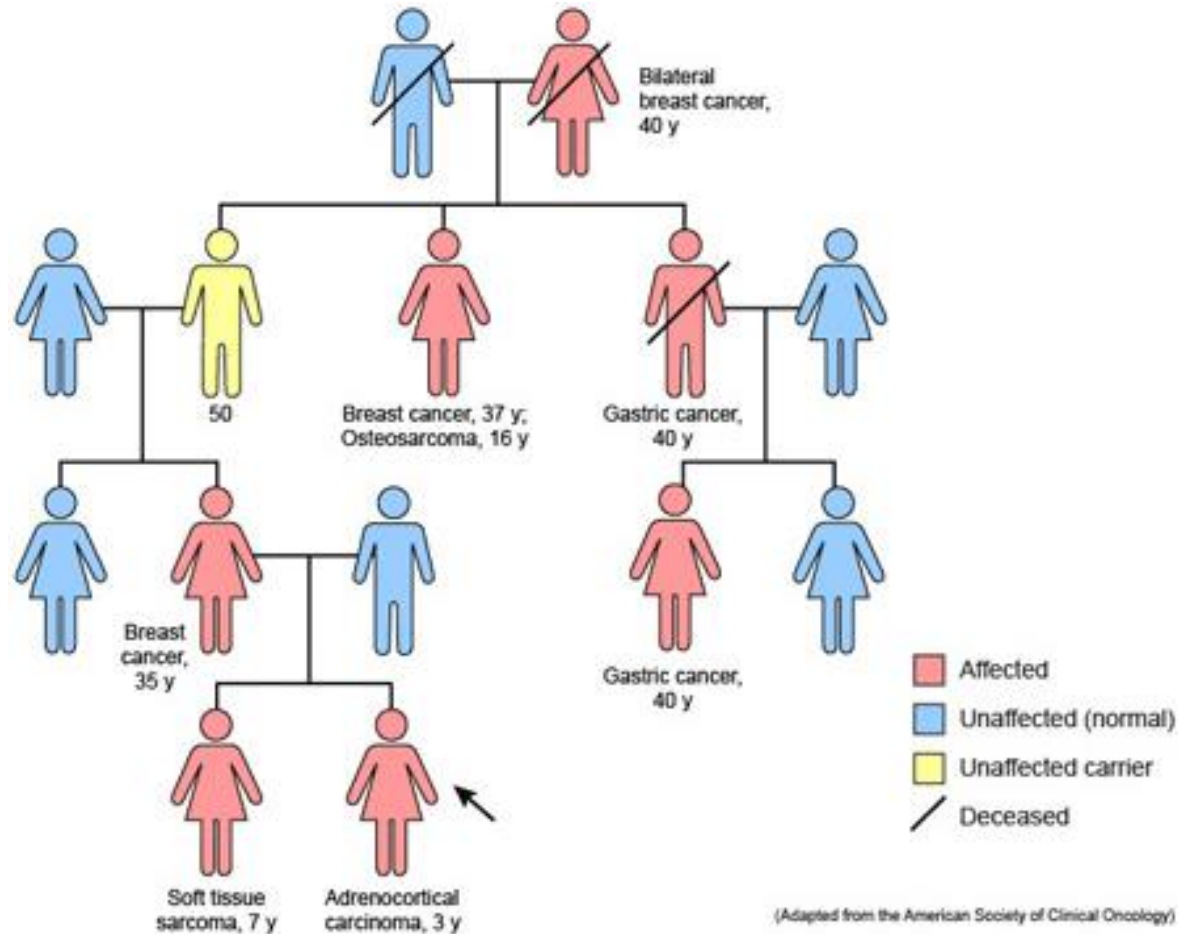 Bilateral
breast cancer,
40 y
50
Breast cancer, 37 y;
Osteosarcoma, 16 y
Gastric cancer,
40 y
Breast
cancer,
35 y
Gastric cancer,
40 y
Affected
Unaffected (normal)
Unaffected carrier
Deceased
Soft tissue
sarcoma, 7 y
Adrenocortical
carcinoma, 3 y
(Adapted from the American Society of Clinical Oncology)